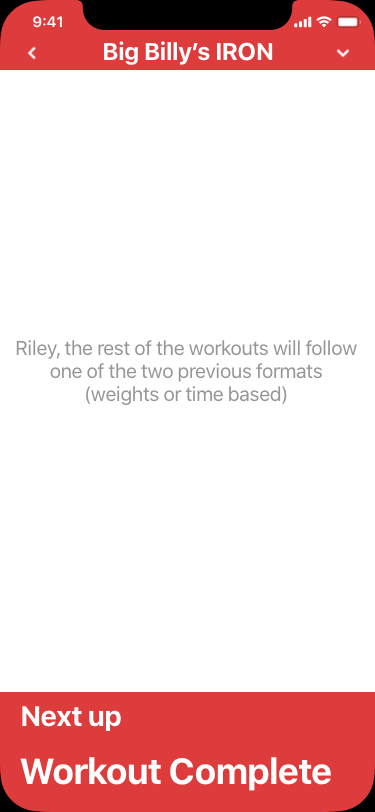 9:41
Big Billy’s IRON
Riley, the rest of the workouts will follow
one of the two previous formats
(weights or time based)
Next up
Workout Complete